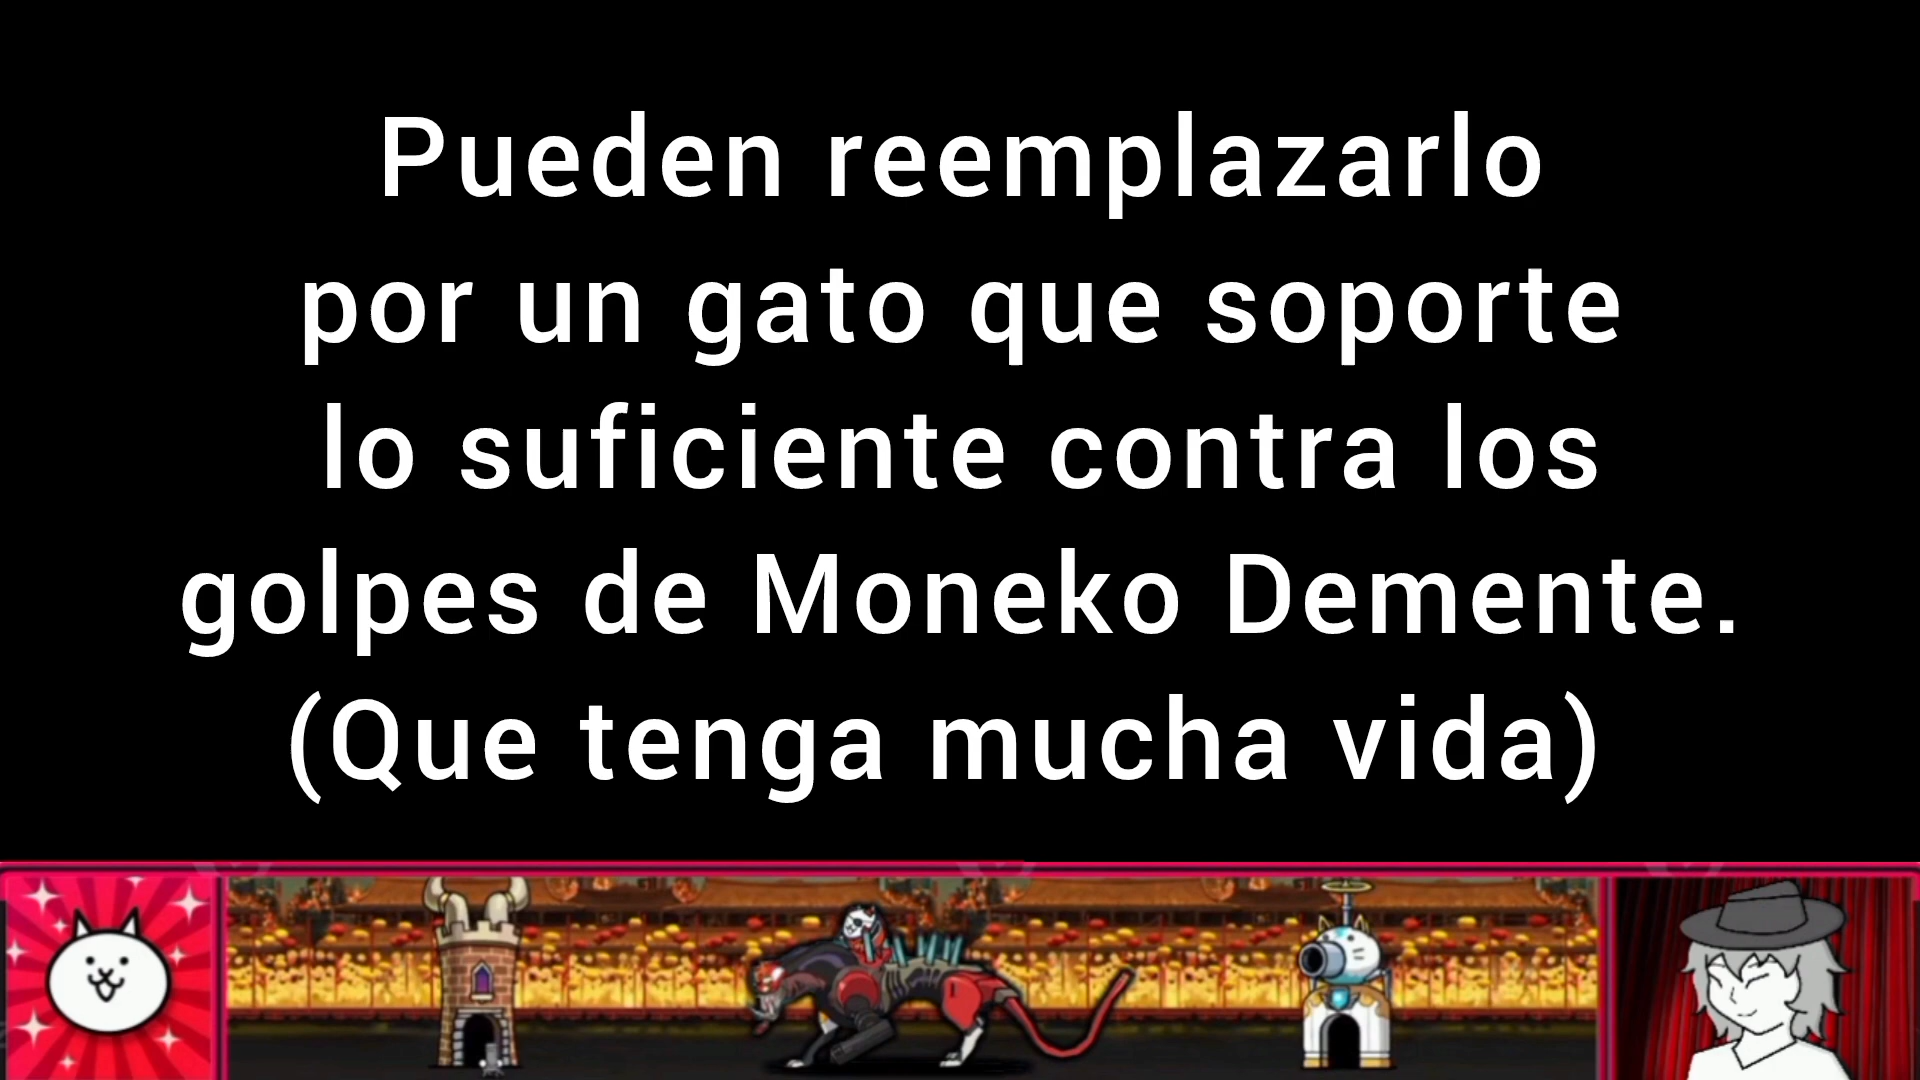 Pueden reemplazarlo
por un gato que soporte
lo suficiente contra los
golpes de Moneko Demente.
(Que tenga mucha vida)